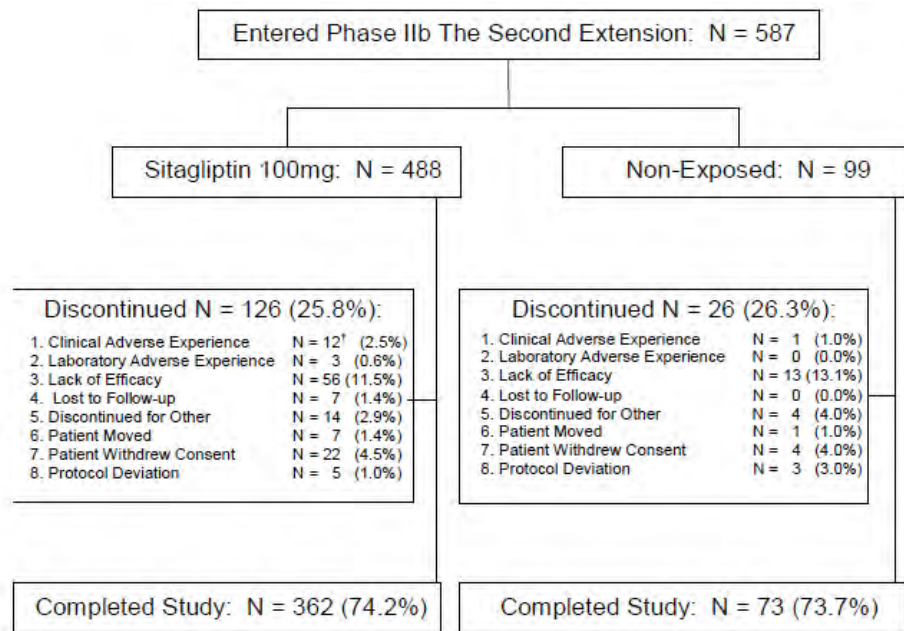 Entered Phase IIb The Second Extension: N = 587
Sitagliptin 100mg: N = 488
Non-Exposed: N = 99
Discontinued N = 126 (25.8%):
1. Clinical Adverse Experience N = 12† (2.5%)
2. Laboratory Adverse Experience N = 3 (0.6%)
3. Lack of Efficacy N = 56 (11.5%)
4. Lost to Follow-up N = 7 (1.4%)
5. Discontinued for Other N = 14 (2.9%)
6. Patient Moved N = 7 (1.4%)
7. Patient Withdrew Consent N = 22 (4.5%)
8. Protocol Deviation N = 5 (1.0%)
Discontinued N = 26 (26.3%):
1. Clinical Adverse Experience N = 1 (1.0%)
2. Laboratory Adverse Experience N = 0 (0.0%)
3. Lack of Efficacy N = 13 (13.1%)
4. Lost to Follow-up N = 0 (0.0%)
5. Discontinued for Other N = 4 (4.0%)
6. Patient Moved N = 1 (1.0%)
7. Patient Withdrew Consent N = 4 (4.0%)
8. Protocol Deviation N = 3 (3.0%)
Completed Study: N = 362 (74.2%)
Completed Study: N = 73 (73.7%)